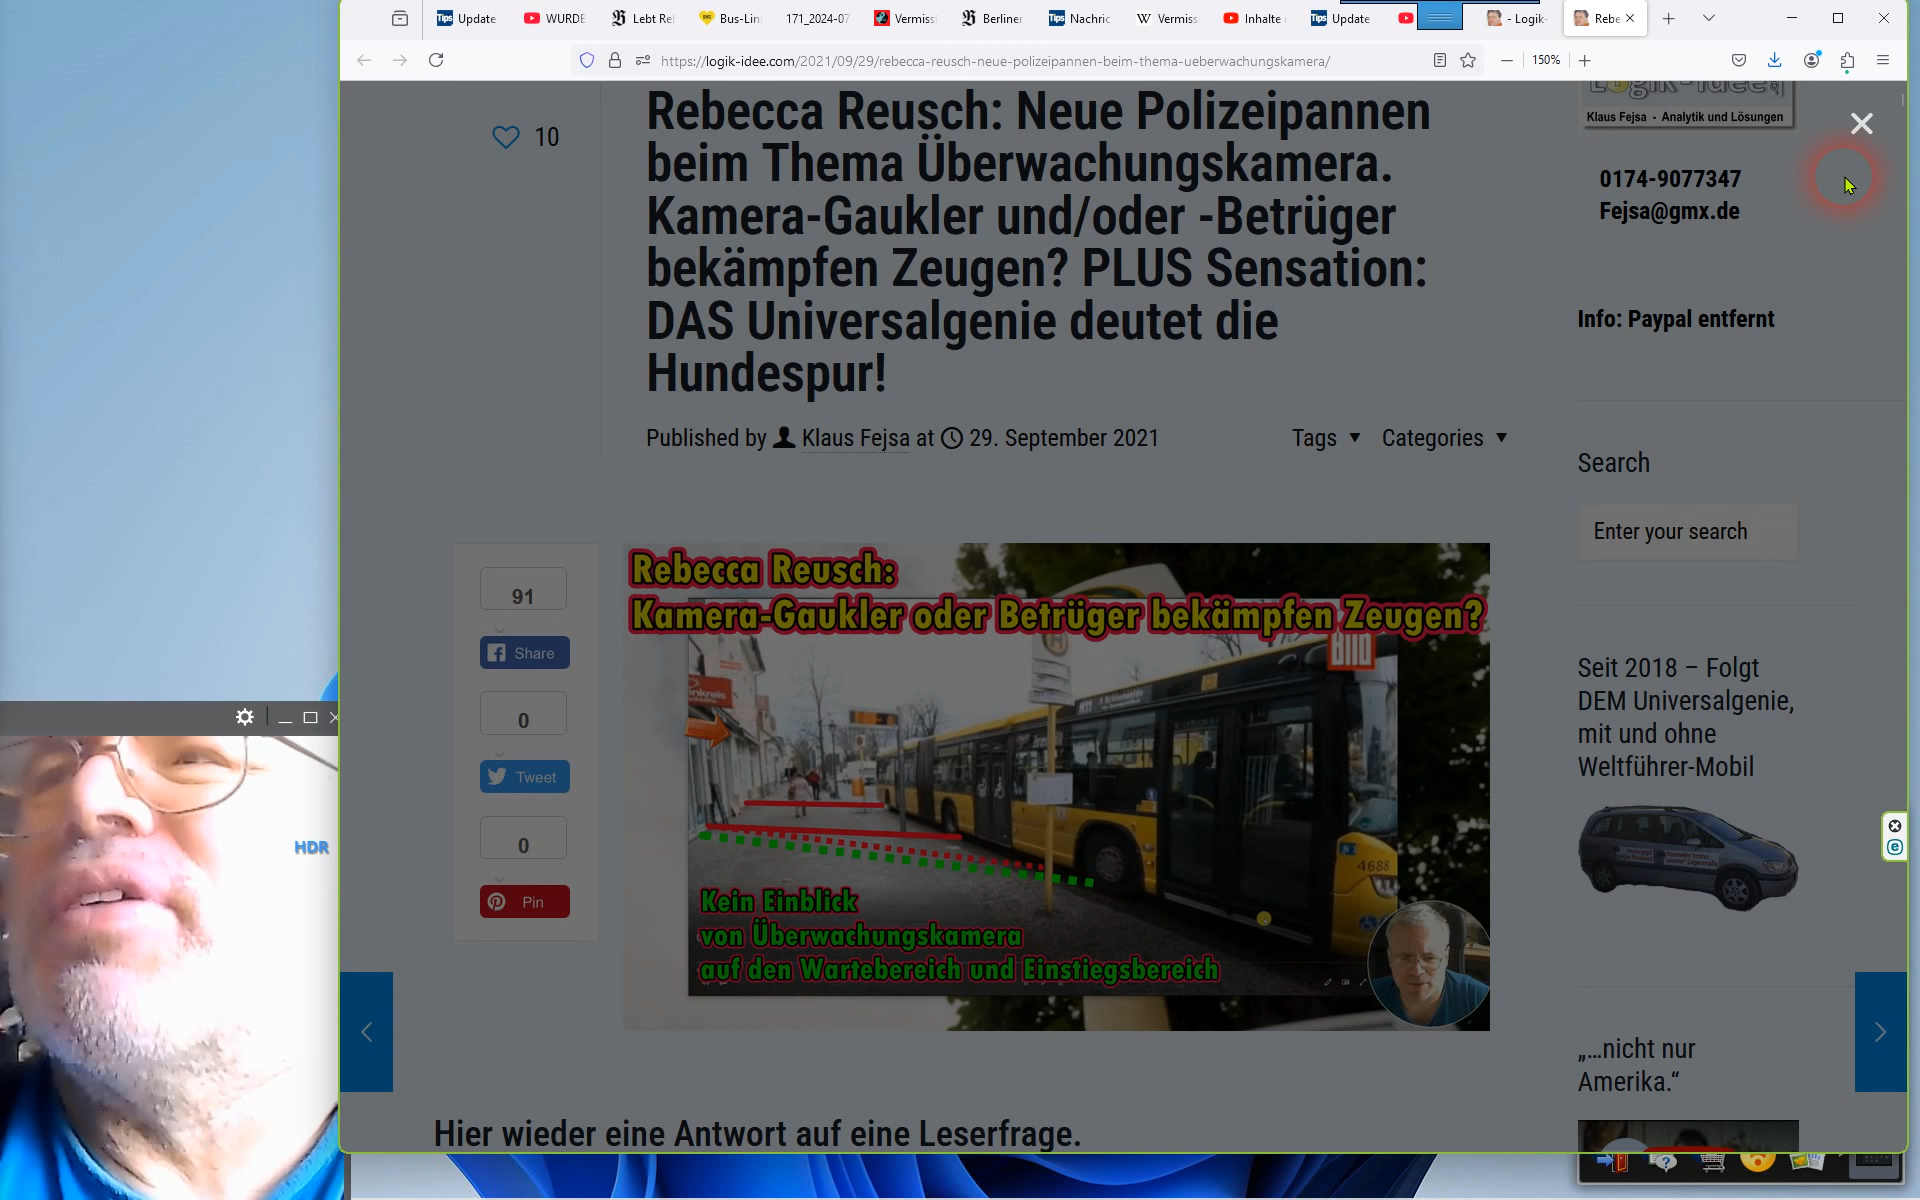 Update
WURDE
Lebt Re
Bus-Lin
171_2024-07
Vermiss
Berliner
Nachric
Vermiss
Inhalte
Update
- Logik-
Rebe
https://logik-idee.com/2021/09/29/rebecca-reusch-neue-polizeipannen-beim-thema-ueberwachungskamera/
150%
10
Rebecca Reusch: Neue Polizeipannen
beim Thema Überwachungskamera.
Kamera-Gaukler und/oder -Betrüger
bekämpfen Zeugen? PLUS Sensation:
DAS Universalgenie deutet die
Hundespur!
Published by Klaus Fejsa at 29. September 2021
Tags
Categories
Logik-Idee
Klaus Fejsa - Analytik und Lösungen
0174-9077347
Fejsa@gmx.de
Info: Paypal entfernt
Search
Enter your search
Seit 2018 – Folgt
DEM Universalgenie,
mit und ohne
Weltführer-Mobil
„…nicht nur
Amerika.“
91
Share
0
Tweet
0
Pin
Rebecca Reusch:
Kamera-Gaukler oder Betrüger bekämpfen Zeugen?
BILD
M11
4688
Kein Einblick
von Überwachungskamera
auf den Wartebereich und Einstiegsbereich
Hier wieder eine Antwort auf eine Leserfrage.
HDR